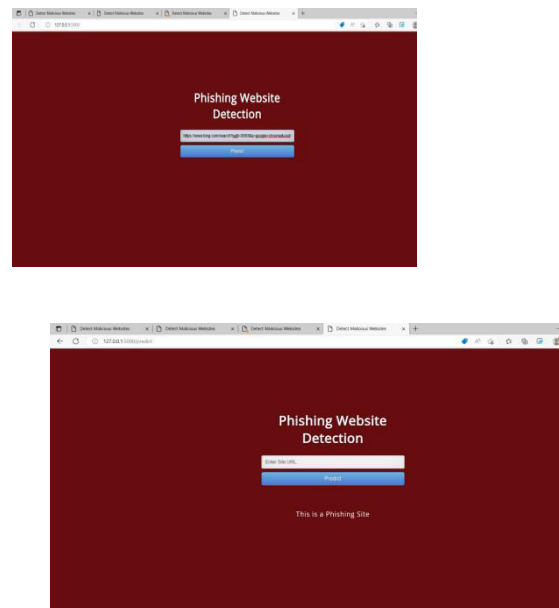 Detect Malicious Websites
Detect Malicious Websites
Detect Malicious Websites
Detect Malicious Websites
127.0.0.1:5000
Phishing Website
Detection
Predict
Detect Malicious Websites
Detect Malicious Websites
Detect Malicious Websites
Detect Malicious Websites
127.0.0.1:5000/predict
Phishing Website
Detection
Enter Site URL
Predict
This is a Phishing Site